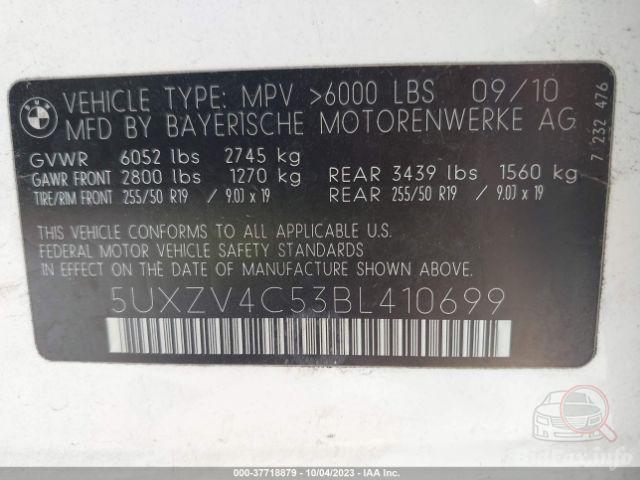 BMW
VEHICLE TYPE: MPV >6000 LBS 09/10
MFD BY BAYERISCHE MOTORENWERKE AG
7 232 476
GVWR 6052 lbs 2745 kg
GAWR FRONT 2800 lbs 1270 kg REAR 3439 lbs 1560 kg
TIRE/RIM FRONT 255/50 R19 / 9.0J x 19 REAR 255/50 R19 / 9.0J x 19
THIS VEHICLE CONFORMS TO ALL APPLICABLE U.S.
FEDERAL MOTOR VEHICLE SAFETY STANDARDS
IN EFFECT ON THE DATE OF MANUFACTURE SHOWN ABOVE.
5UXZV4C53BL410699
BidFax.info
000-37718879 - 10/04/2023 - IAA Inc.